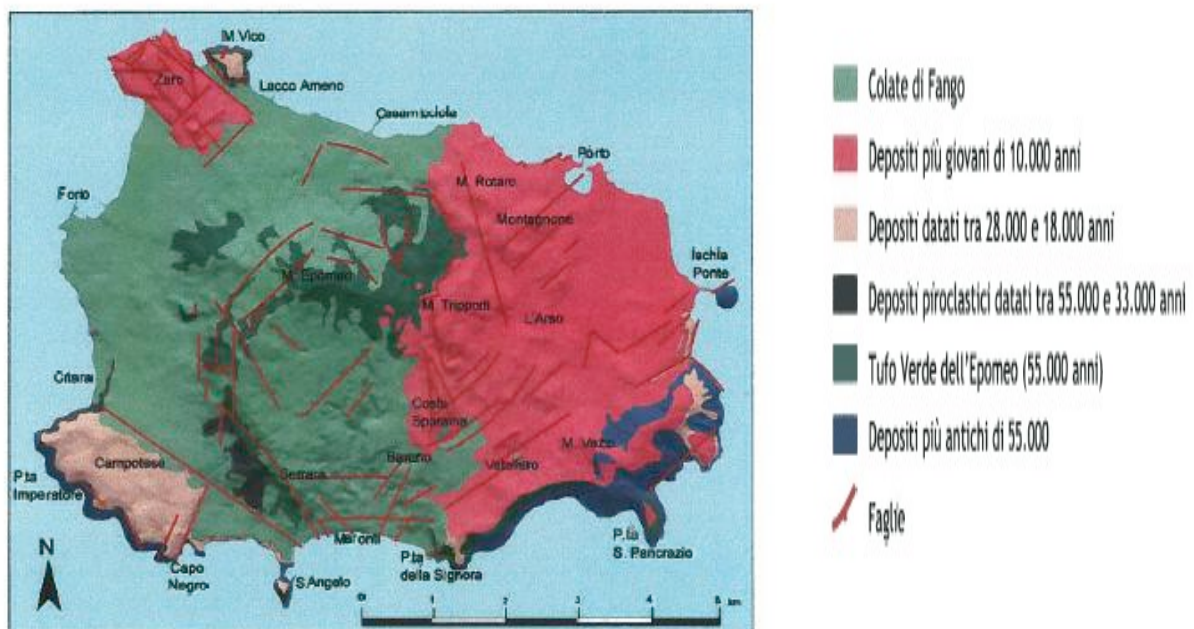 M.Vico
Zaro
Lacco Ameno
Casamicciola
Porto
M. Rotaro
Forio
Montagnone
Ischia
Ponte
M. Epomeo
M. Trippodi
L'Arso
Citara
Costa
Sparaina
M. Vezzi
Campotese
Barano
Vateliero
Serrara
P.ta
Imperatore
N
Maronti
P.ta
S. Pancrazio
P.ta
della Signora
Capo
Negro
S.Angelo
0 1 2 3 4 5 km
Colate di Fango
Depositi più giovani di 10.000 anni
Depositi datati tra 28.000 e 18.000 anni
Depositi piroclastici datati tra 55.000 e 33.000 anni
Tufo Verde dell'Epomeo (55.000 anni)
Depositi più antichi di 55.000
Faglie